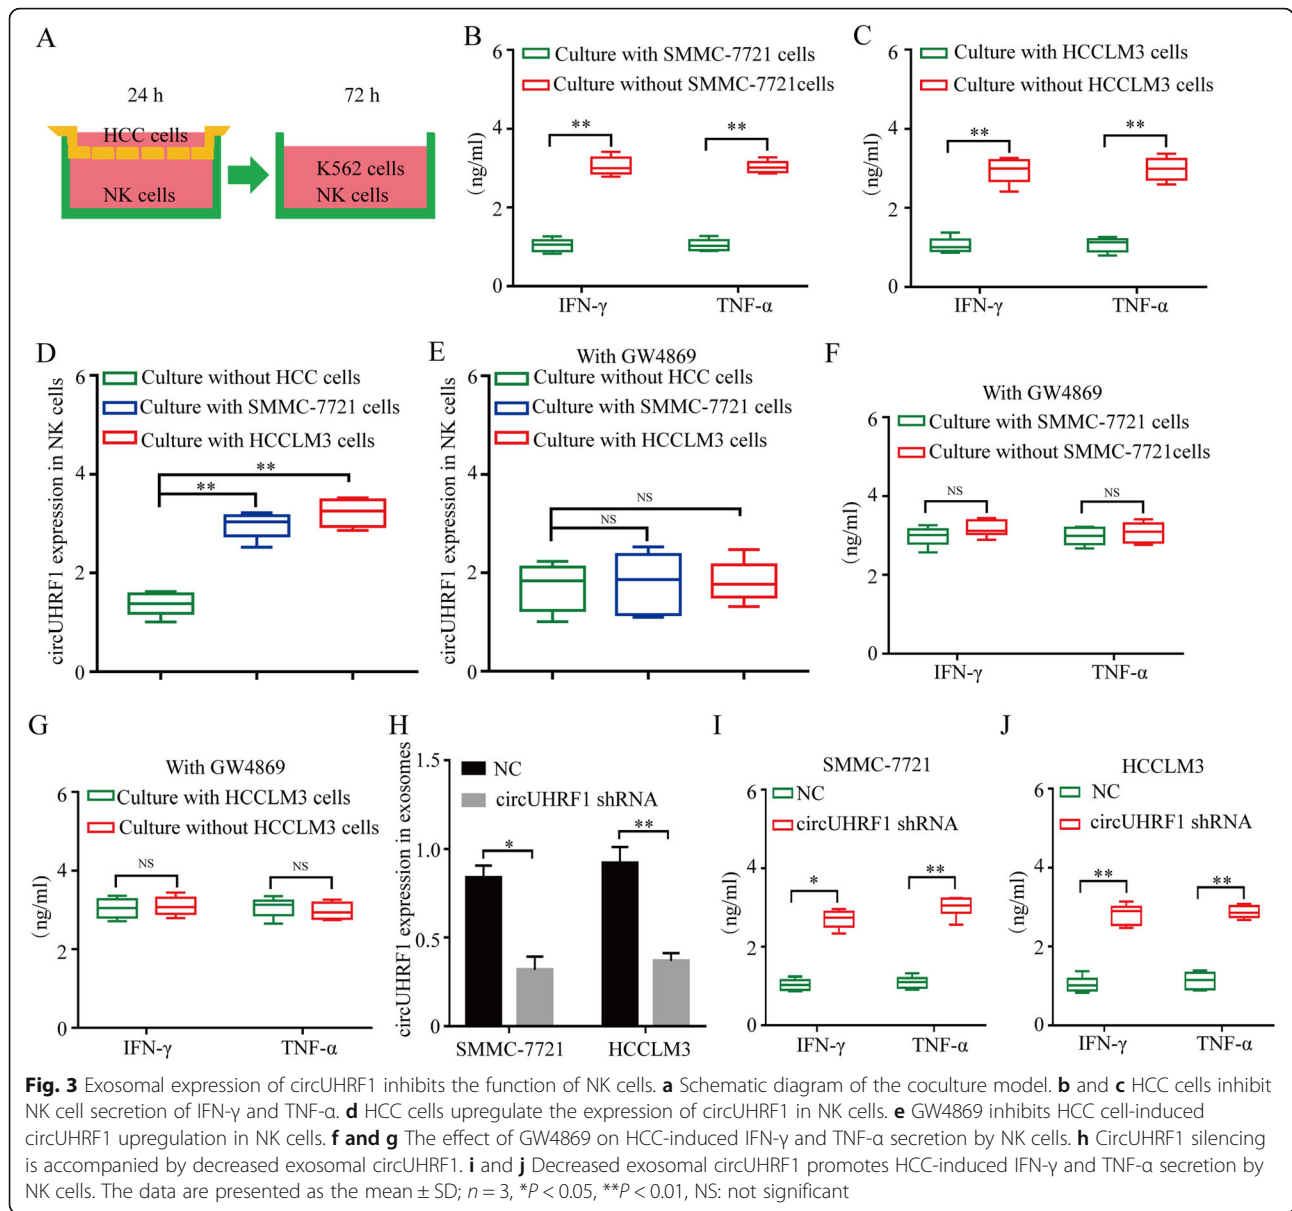 A
24 h
72 h
HCC cells
NK cells
K562 cells
NK cells
B
Culture with SMMC-7721 cells
Culture without SMMC-7721cells
(ng/ml)
6
4
2
0
**
**
IFN-γ
TNF-α
C
Culture with HCCLM3 cells
Culture without HCCLM3 cells
(ng/ml)
6
4
2
0
**
**
IFN-γ
TNF-α
D
Culture without HCC cells
Culture with SMMC-7721 cells
Culture with HCCLM3 cells
circUHRF1 expression in NK cells
6
4
2
0
**
**
E
With GW4869
Culture without HCC cells
Culture with SMMC-7721 cells
Culture with HCCLM3 cells
circUHRF1 expression in NK cells
6
4
2
0
NS
NS
F
With GW4869
Culture with SMMC-7721 cells
Culture without SMMC-7721cells
(ng/ml)
6
4
2
0
NS
NS
IFN-γ
TNF-α
G
With GW4869
Culture with HCCLM3 cells
Culture without HCCLM3 cells
(ng/ml)
6
4
2
0
NS
NS
IFN-γ
TNF-α
H
NC
circUHRF1 shRNA
circUHRF1 expression in exosomes
1.5
1.0
0.5
0
*
**
SMMC-7721
HCCLM3
I
SMMC-7721
NC
circUHRF1 shRNA
(ng/ml)
6
4
2
0
*
**
IFN-γ
TNF-α
J
HCCLM3
NC
circUHRF1 shRNA
(ng/ml)
6
4
2
0
**
**
IFN-γ
TNF-α
Fig. 3 Exosomal expression of circUHRF1 inhibits the function of NK cells. a Schematic diagram of the coculture model. b and c HCC cells inhibit
NK cell secretion of IFN-γ and TNF-α. d HCC cells upregulate the expression of circUHRF1 in NK cells. e GW4869 inhibits HCC cell-induced
circUHRF1 upregulation in NK cells. f and g The effect of GW4869 on HCC-induced IFN-γ and TNF-α secretion by NK cells. h CircUHRF1 silencing
is accompanied by decreased exosomal circUHRF1. i and j Decreased exosomal circUHRF1 promotes HCC-induced IFN-γ and TNF-α secretion by
NK cells. The data are presented as the mean ± SD; n = 3, *P < 0.05, **P < 0.01, NS: not significant